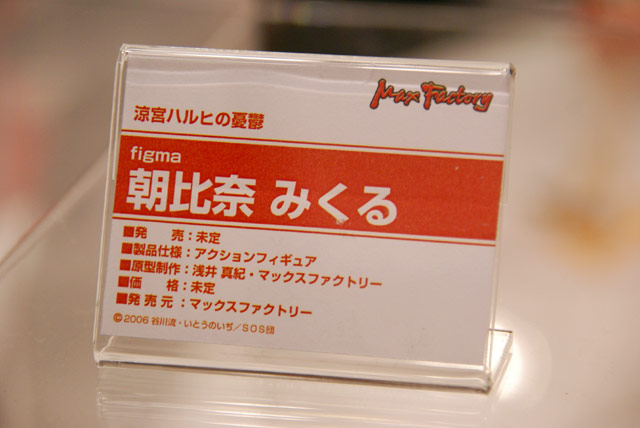 Max Factory
涼宮ハルヒの憂鬱
figma
朝比奈 みくる
■発　売：未定
■製品仕様：アクションフィギュア
■原型制作：浅井 真紀・マックスファクトリー
■価　格：未定
■発売元：マックスファクトリー
©2006 谷川流・いとうのいぢ／SOS団